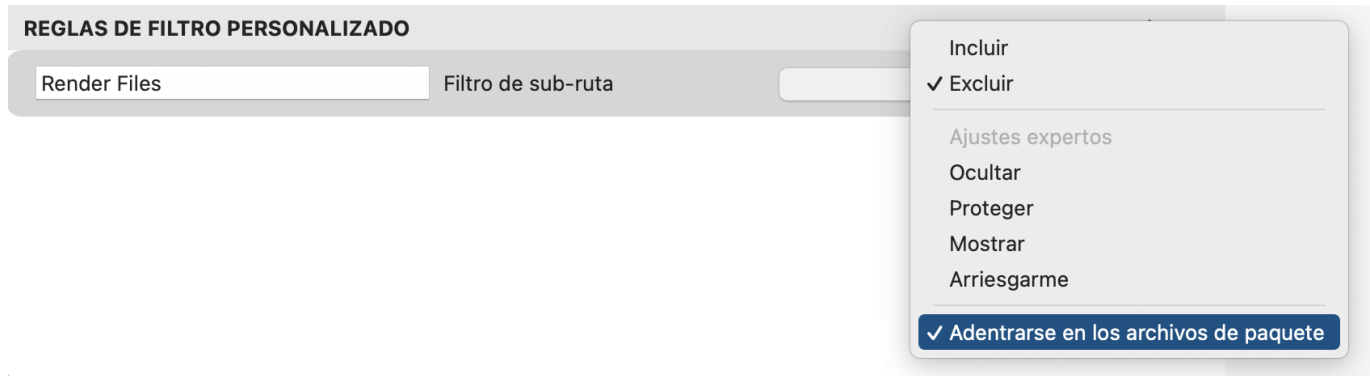 REGLAS DE FILTRO PERSONALIZADO
Render Files
Filtro de sub-ruta
Incluir
✓ Excluir
Ajustes expertos
Ocultar
Proteger
Mostrar
Arriesgarme
✓ Adentrarse en los archivos de paquete